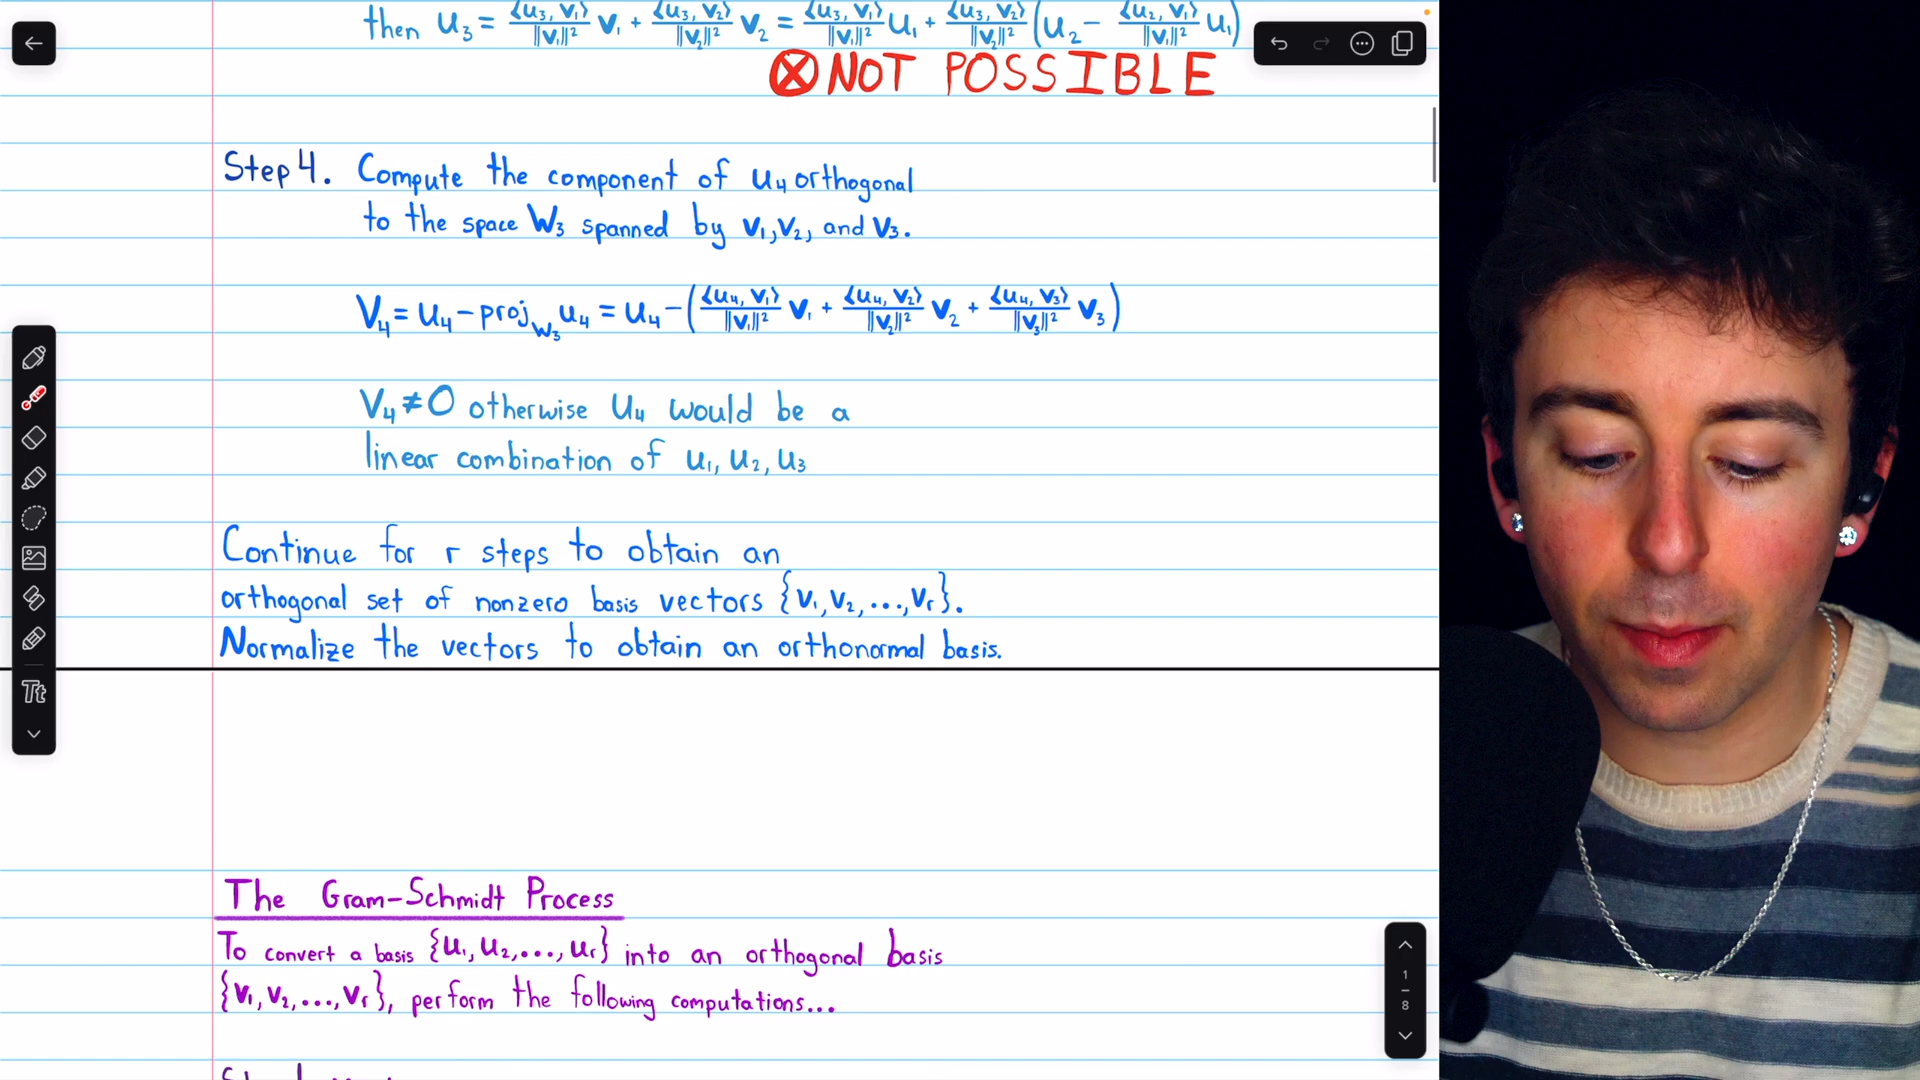 then u₃ = ⟨u₃, v₁⟩/‖v₁‖² v₁ + ⟨u₃, v₂⟩/‖v₂‖² v₂ = ⟨u₃, v₁⟩/‖v₁‖² u₁ + ⟨u₃, v₂⟩/‖v₂‖² (u₂ − ⟨u₂, v₁⟩/‖v₁‖² u₁)
⊗ NOT POSSIBLE
Step 4. Compute the component of u₄ orthogonal
to the space W₃ spanned by v₁, v₂, and v₃.
V₄ = u₄ − proj_W₃ u₄ = u₄ − (⟨u₄, v₁⟩/‖v₁‖² v₁ + ⟨u₄, v₂⟩/‖v₂‖² v₂ + ⟨u₄, v₃⟩/‖v₃‖² v₃)
V₄ ≠ 0 otherwise u₄ would be a
linear combination of u₁, u₂, u₃
Continue for r steps to obtain an
orthogonal set of nonzero basis vectors {v₁, v₂, ..., vᵣ}.
Normalize the vectors to obtain an orthonormal basis.
Tt
The Gram-Schmidt Process
To convert a basis {u₁, u₂, ..., uᵣ} into an orthogonal basis
{v₁, v₂, ..., vᵣ}, perform the following computations...
1
8